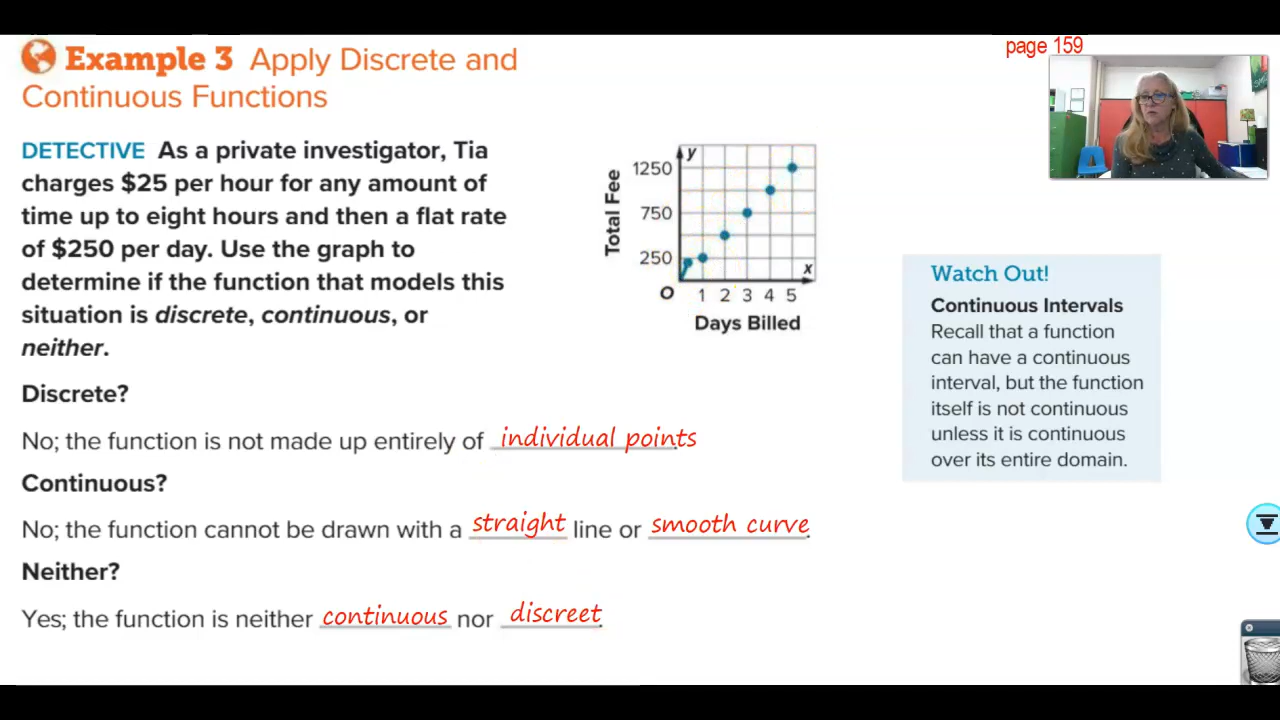 page 159
Example 3 Apply Discrete and
Continuous Functions
DETECTIVE As a private investigator, Tia
charges $25 per hour for any amount of
time up to eight hours and then a flat rate
of $250 per day. Use the graph to
determine if the function that models this
situation is discrete, continuous, or
neither.
y
1250
750
250
Total Fee
x
O 1 2 3 4 5
Days Billed
Watch Out!
Continuous Intervals
Recall that a function
can have a continuous
interval, but the function
itself is not continuous
unless it is continuous
over its entire domain.
Discrete?
No; the function is not made up entirely of individual points.
Continuous?
No; the function cannot be drawn with a straight line or smooth curve.
Neither?
Yes; the function is neither continuous nor discreet.